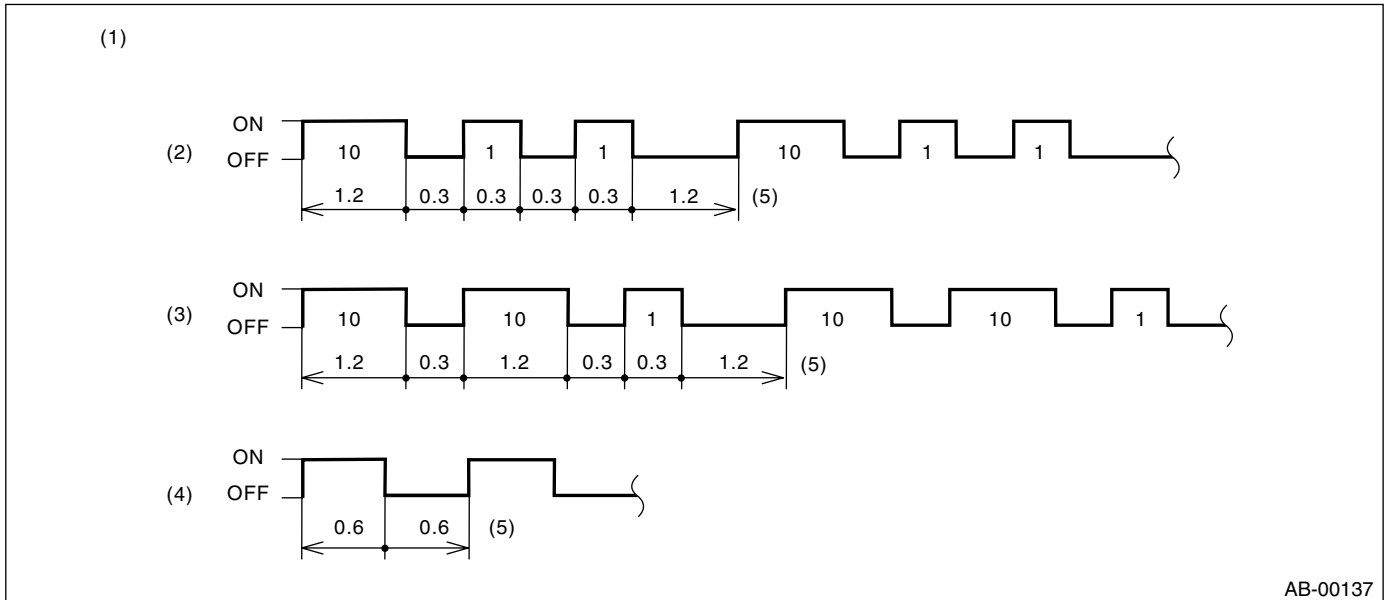 (1)
ON
(2) OFF 10 1 1 10 1 1
1.2 0.3 0.3 0.3 0.3 1.2 (5)
ON
(3) OFF 10 10 1 10 10 1
1.2 0.3 1.2 0.3 0.3 1.2 (5)
ON
(4) OFF
0.6 0.6 (5)
AB-00137